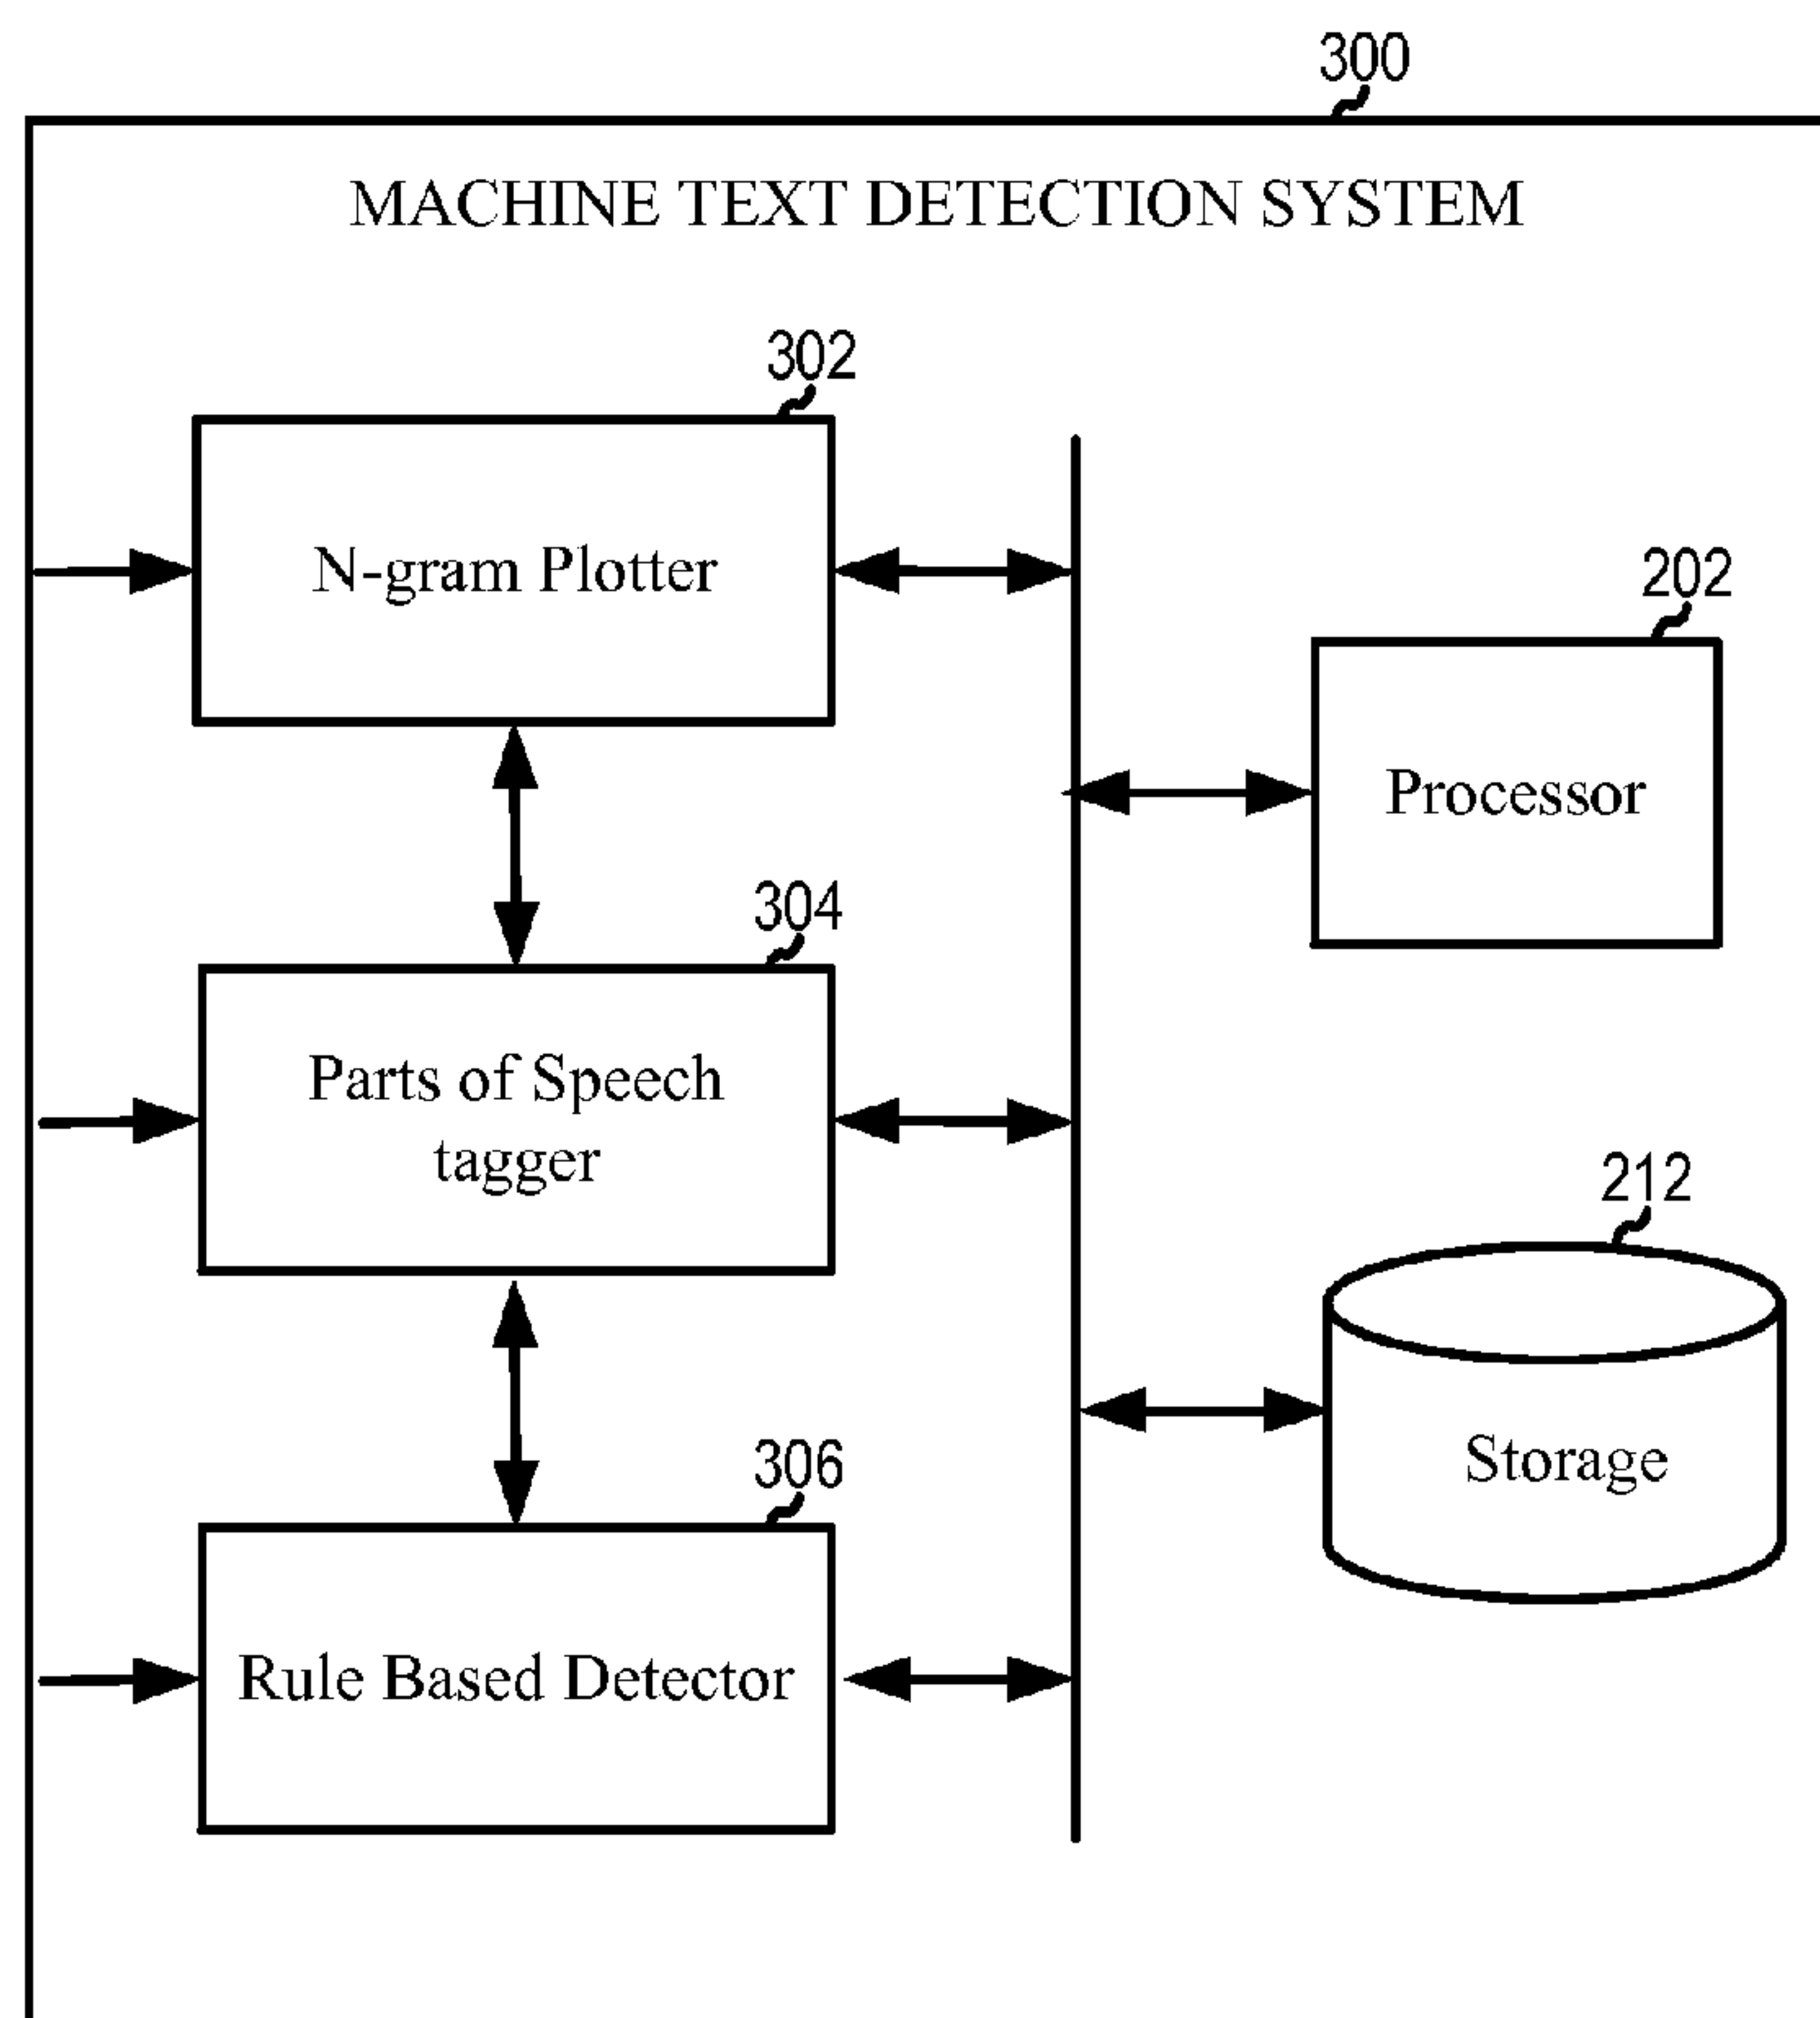 300
MACHINE TEXT DETECTION SYSTEM
302
N-gram Plotter
202
Processor
304
Parts of Speech
tagger
212
Storage
306
Rule Based Detector